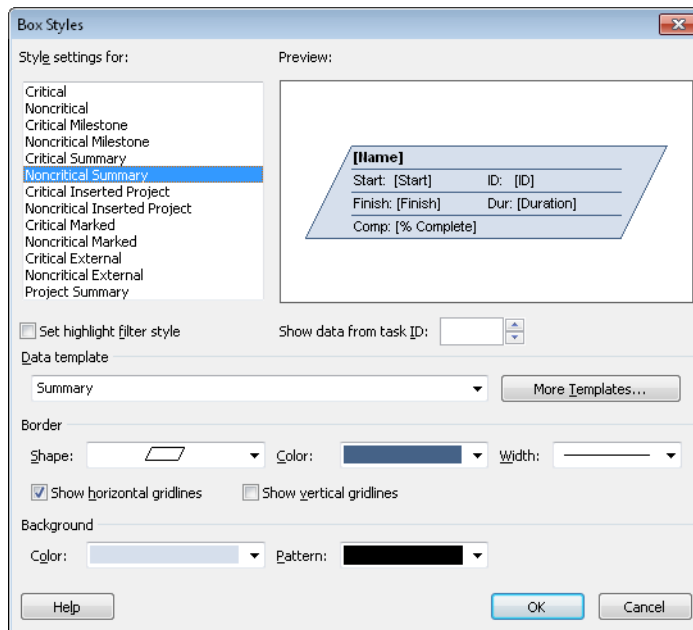 Box Styles
Style settings for:
Preview:
Critical
Noncritical
Critical Milestone
Noncritical Milestone
Critical Summary
Noncritical Summary
Critical Inserted Project
Noncritical Inserted Project
Critical Marked
Noncritical Marked
Critical External
Noncritical External
Project Summary
[Name]
Start: [Start] ID: [ID]
Finish: [Finish] Dur: [Duration]
Comp: [% Complete]
Set highlight filter style
Show data from task ID:
Data template
Summary
More Templates...
Border
Shape:
Color:
Width:
Show horizontal gridlines
Show vertical gridlines
Background
Color:
Pattern:
Help
OK
Cancel